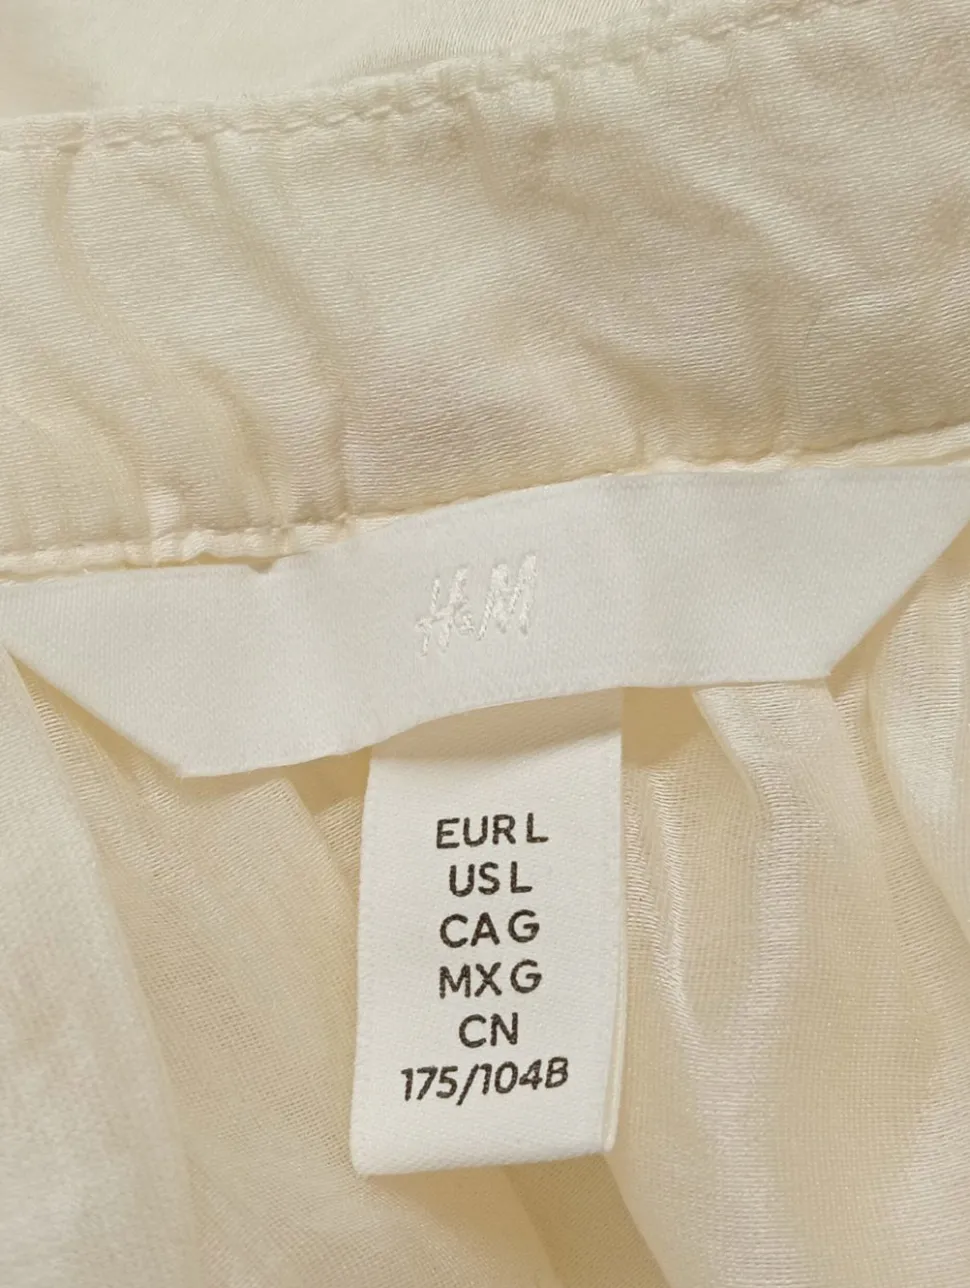 H&M
EUR L
US L
CA G
MX G
CN
175/104B